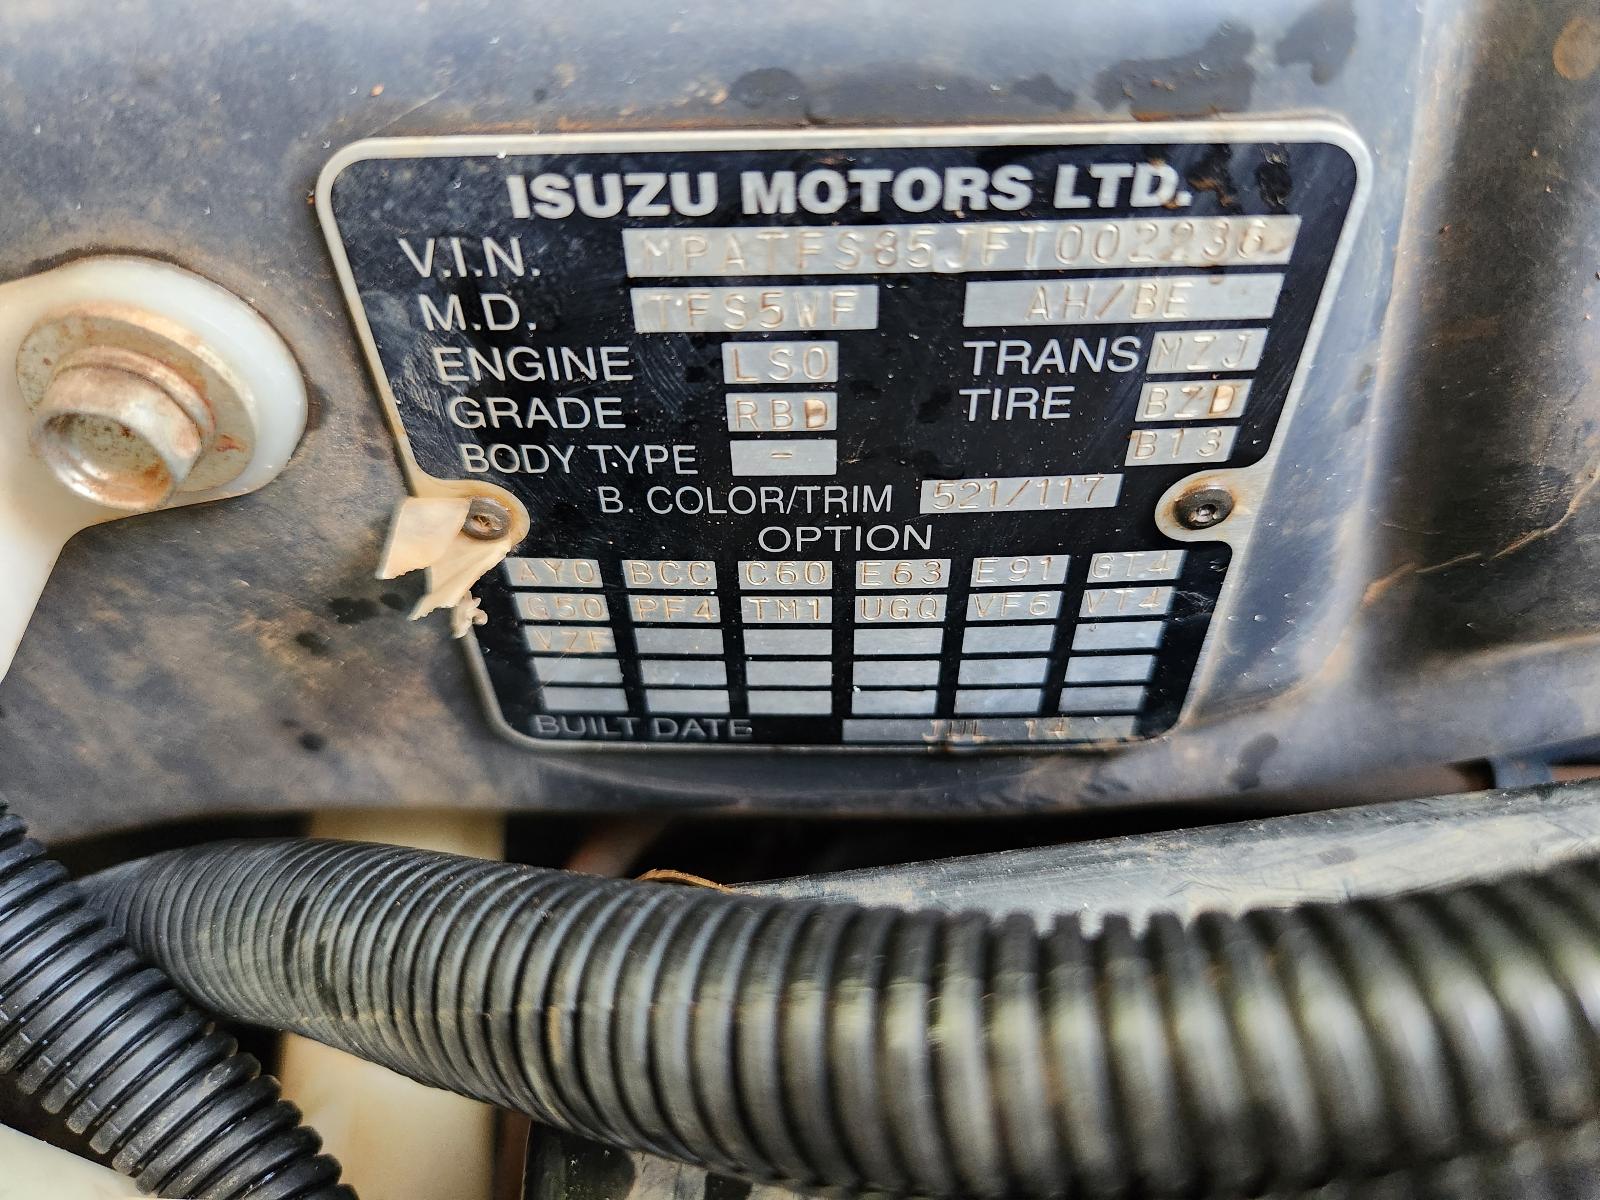 ISUZU MOTORS LTD.
V.I.N. MPATFS85JFT002236
M.D. TFS5WF AH/BE
ENGINE LSO TRANS MZJ
GRADE RBD TIRE BZD
BODY TYPE - B13
B. COLOR/TRIM 521/117
OPTION
AYO BCC C60 E63 E91 GT4
G50 PF4 TM1 UGQ VF6 VT4
VZF
BUILT DATE JUL 14